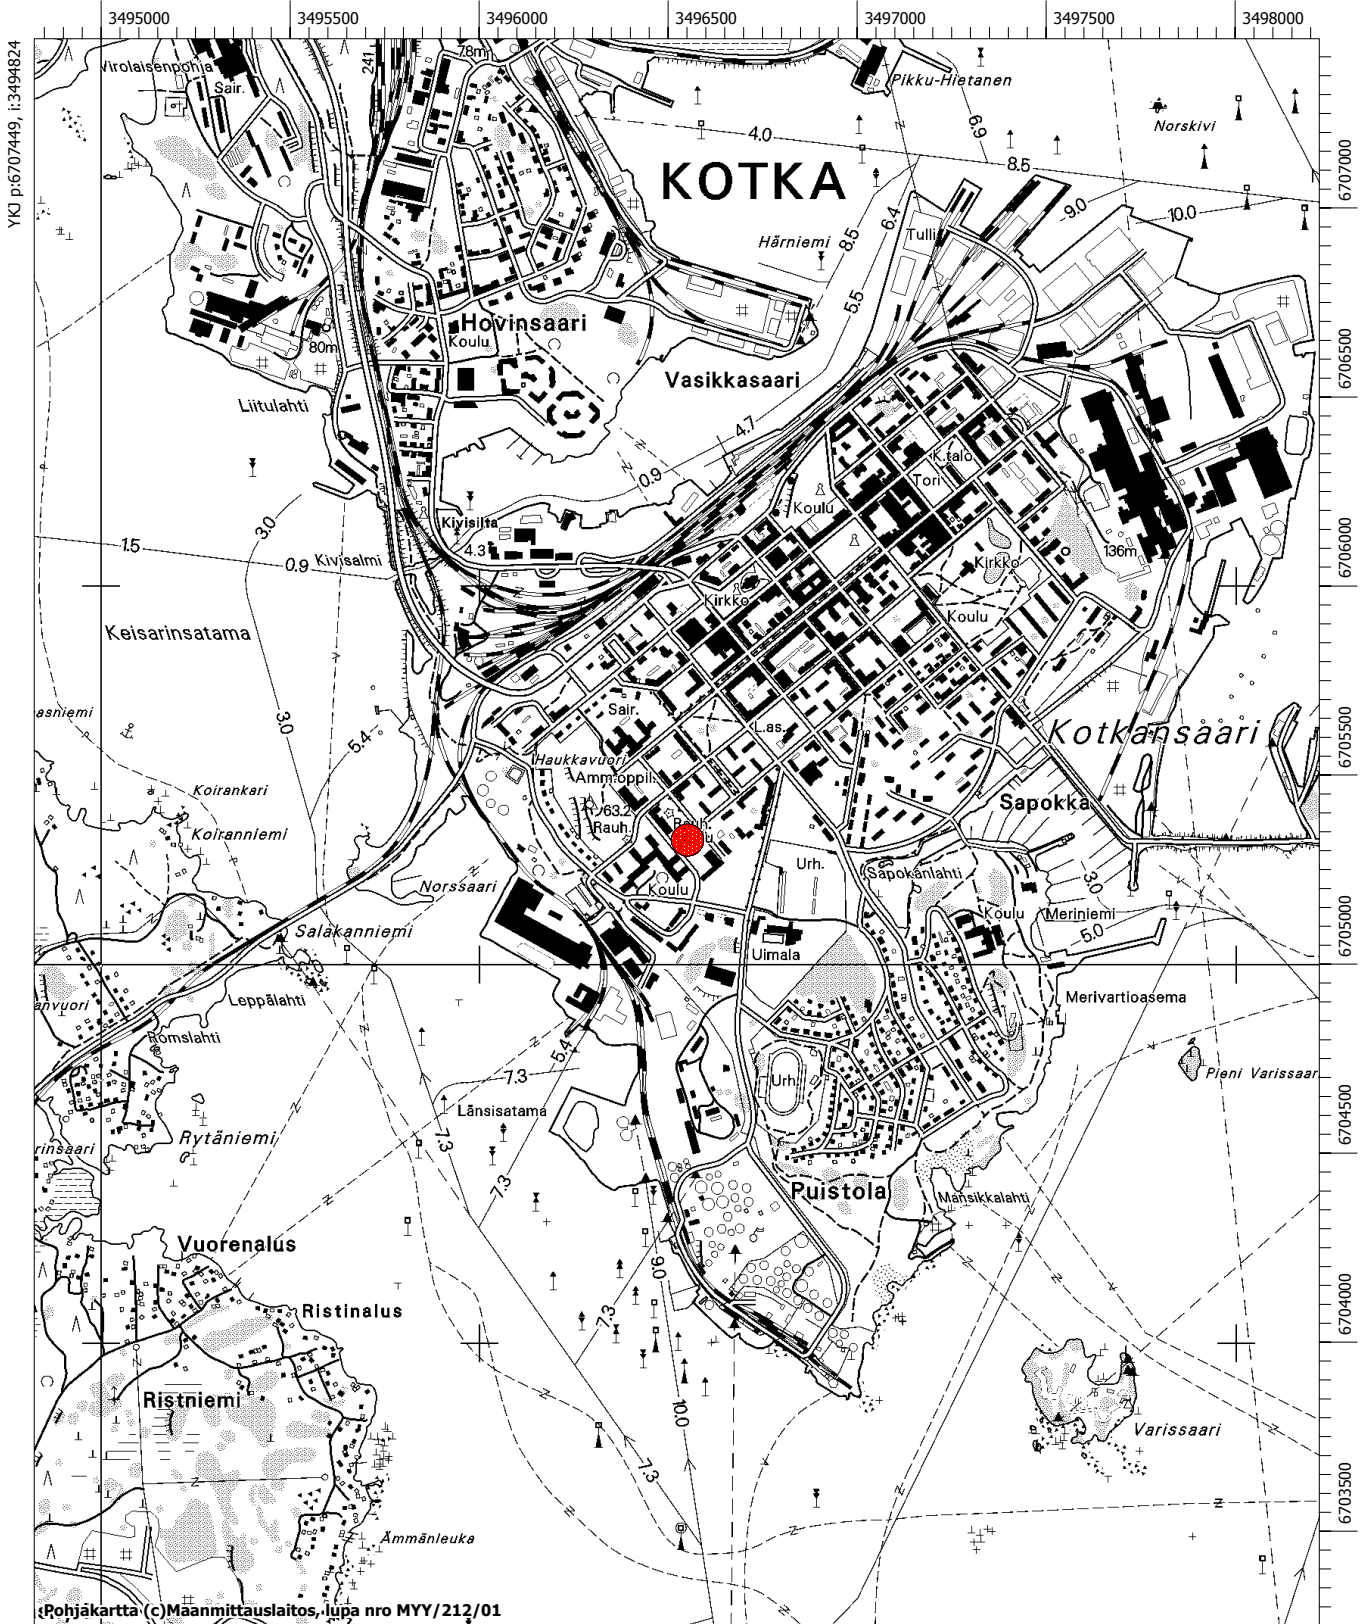 3495000 3495500 3496000 3496500 3497000 3497500 3498000
YKJ p:6707449, i:3494824
Virolaisenpohja
Sair.
241
78m
Pikku-Hietanen
Norskivi
4.0
6.9
8.5
6707000
KOTKA
9.0
10.0
Tulli
6.4
8.5
Härniemi
5.5
Hovinsaari
Koulu
80m
6706500
Vasikkasaari
Liitulahti
4.7
K.talo
Tori
0.9
Koulu
3.0
Kivisilta
4.3
1.5
0.9
Kivisalmi
136m
6706000
Kirkko
Kirkko
Koulu
Keisarinsatama
3.0
Sair.
asniemi
5.4
L.as.
Kotkansaari
6705500
Haukkavuori
Amm.oppil.
Koirankari
63.2
Rauh.
Rauh.
Sapokka
Koiranniemi
Urh.
Sapokanlahti
3.0
Norssaari
Koulu
Koulu
Meriniemi
Salakanniemi
5.0
6705000
Uimala
anvuori
Leppälahti
Merivartioasema
Romslahti
5.4
7.3
Urh.
Pieni Varissaar
Länsisatama
6704500
rinsaari
Rytäniemi
7.3
7.3
Puistola
Mansikkalahti
Vuorenalus
9.0
Ristinalus
7.3
6704000
Ristniemi
10.0
Varissaari
7.3
6703500
Ämmänleuka
Pohjakartta (c)Maanmittauslaitos, lupa nro MYY/212/01